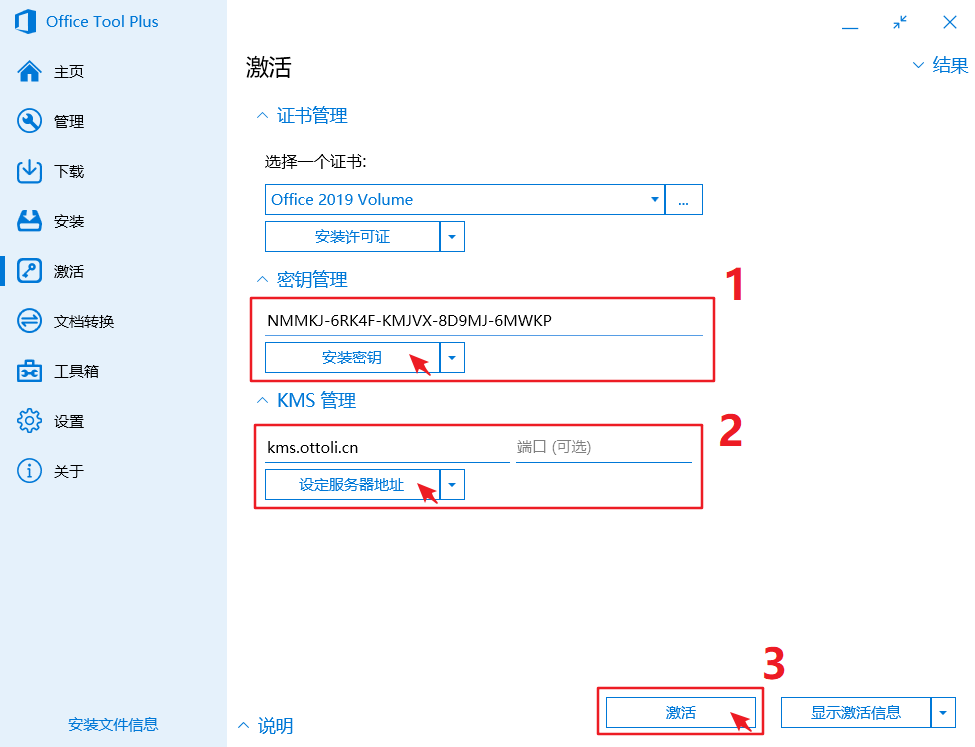 Office Tool Plus
主页
管理
下载
安装
激活
文档转换
工具箱
设置
关于
安装文件信息
激活
结果
证书管理
选择一个证书:
Office 2019 Volume
...
安装许可证
密钥管理
1
NMMKJ-6RK4F-KMJVX-8D9MJ-6MWKP
安装密钥
KMS 管理
2
kms.ottoli.cn 端口 (可选)
设定服务器地址
3
激活 显示激活信息
说明